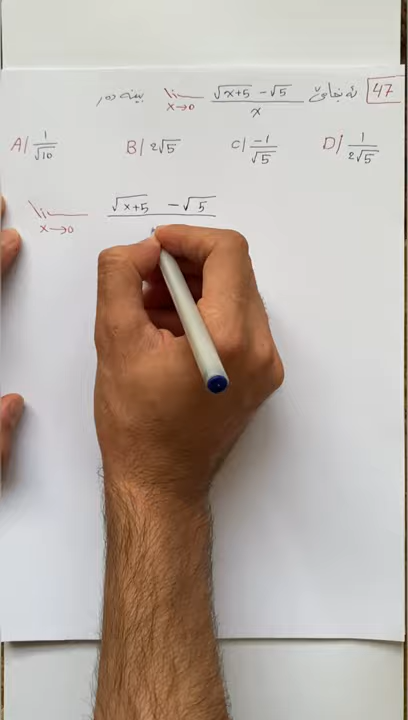 47 ئەنجامی lim x→0 (√(x+5) − √5)/x بینە دەر
A/ 1/√10 B/ 2√5 C/ −1/√5 D/ 1/(2√5)
lim x→0 √(x+5) − √5